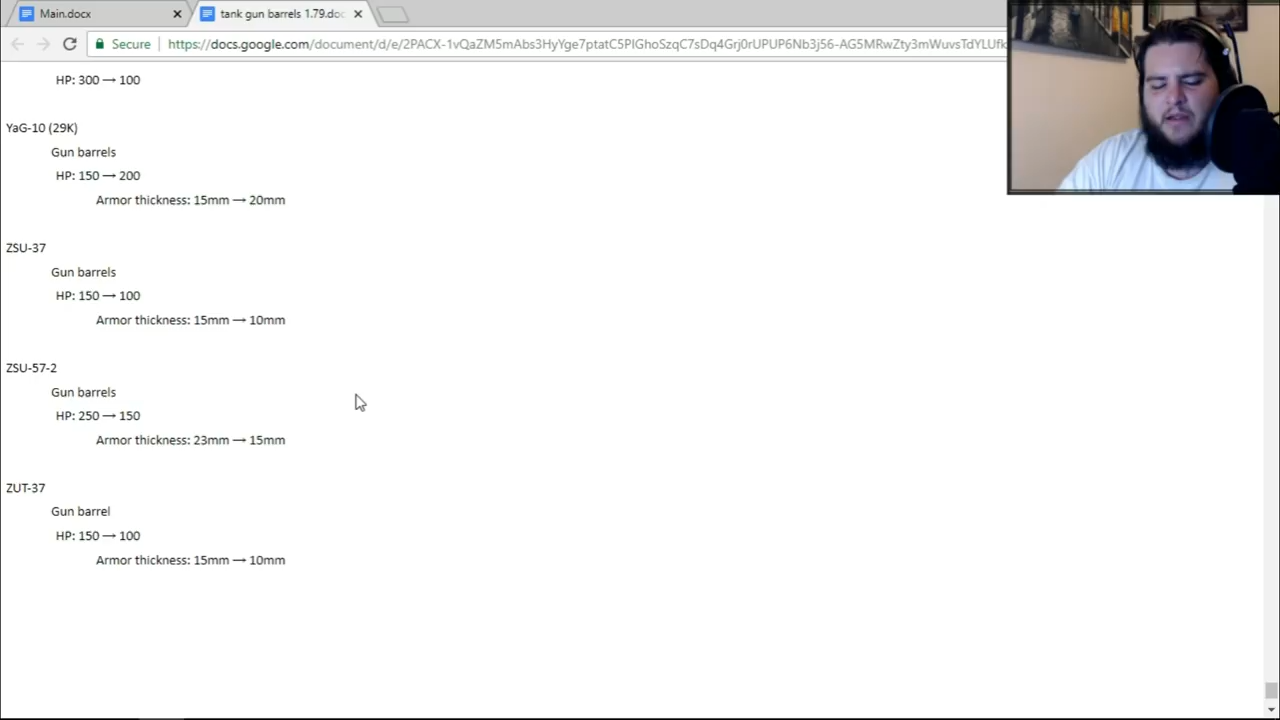 Main.docx
tank gun barrels 1.79.doc
Secure
https://docs.google.com/document/d/e/2PACX-1vQaZM5mAbs3HyYge7ptatC5PIGhoSzqC7sDq4Grj0rUPUP6Nb3j56-AG5MRwZty3mWuvsTdYLUfk
HP: 300 → 100
YaG-10 (29K)
Gun barrels
HP: 150 → 200
Armor thickness: 15mm → 20mm
ZSU-37
Gun barrels
HP: 150 → 100
Armor thickness: 15mm → 10mm
ZSU-57-2
Gun barrels
HP: 250 → 150
Armor thickness: 23mm → 15mm
ZUT-37
Gun barrel
HP: 150 → 100
Armor thickness: 15mm → 10mm